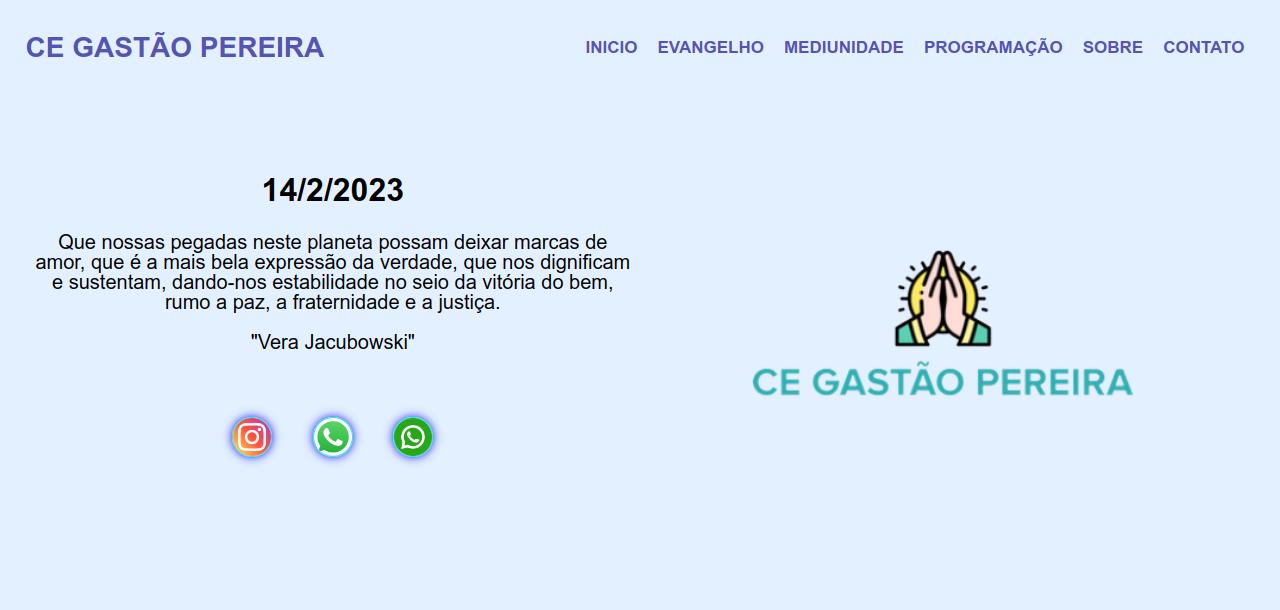 CE GASTÃO PEREIRA
INICIO EVANGELHO MEDIUNIDADE PROGRAMAÇÃO SOBRE CONTATO
14/2/2023
Que nossas pegadas neste planeta possam deixar marcas de
amor, que é a mais bela expressão da verdade, que nos dignificam
e sustentam, dando-nos estabilidade no seio da vitória do bem,
rumo a paz, a fraternidade e a justiça.
"Vera Jacubowski"
CE GASTÃO PEREIRA